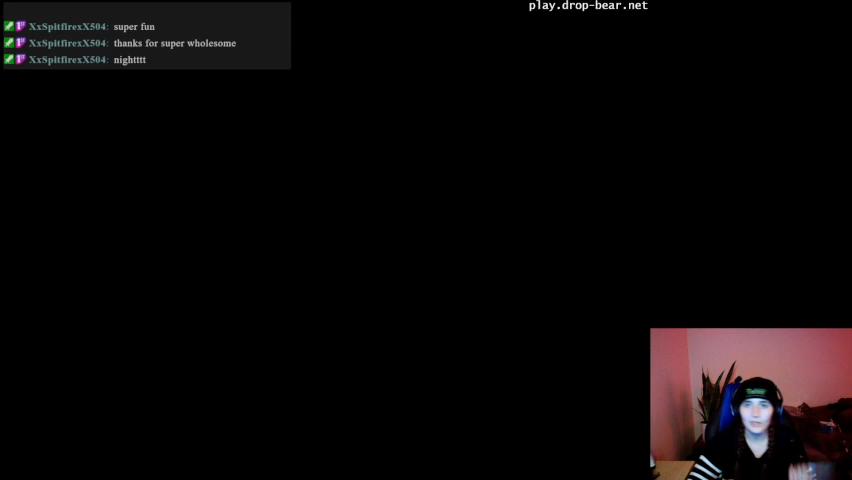 play.drop-bear.net
XxSpitfirexX504: super fun
XxSpitfirexX504: thanks for super wholesome
XxSpitfirexX504: nightttt